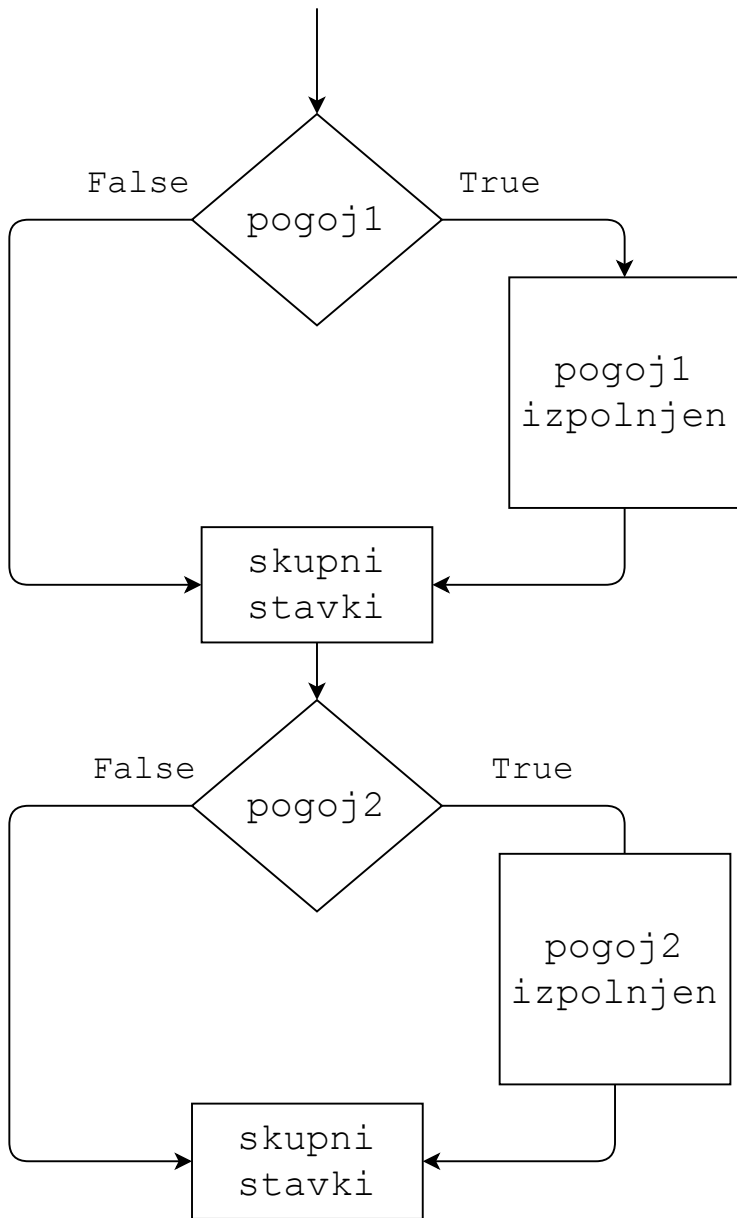 False
True
pogoj1
pogoj1
izpolnjen
skupni
stavki
False
True
pogoj2
pogoj2
izpolnjen
skupni
stavki